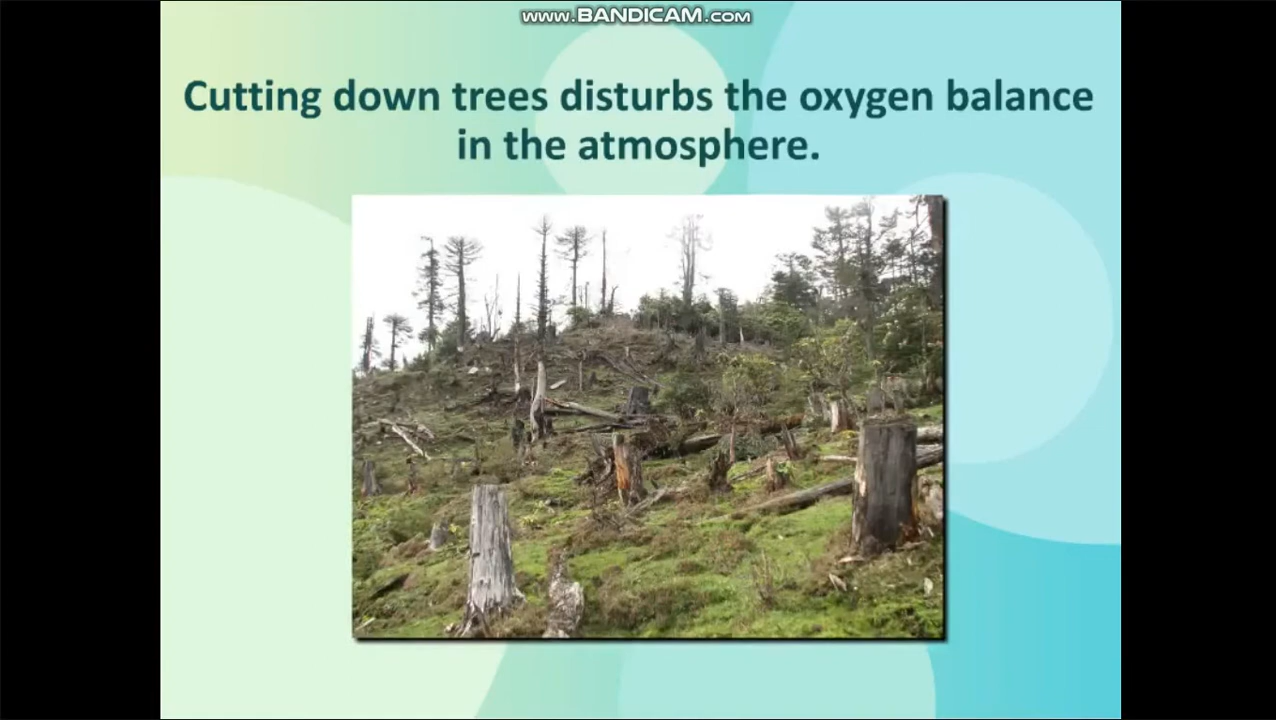 www.BANDICAM.com
Cutting down trees disturbs the oxygen balance
in the atmosphere.